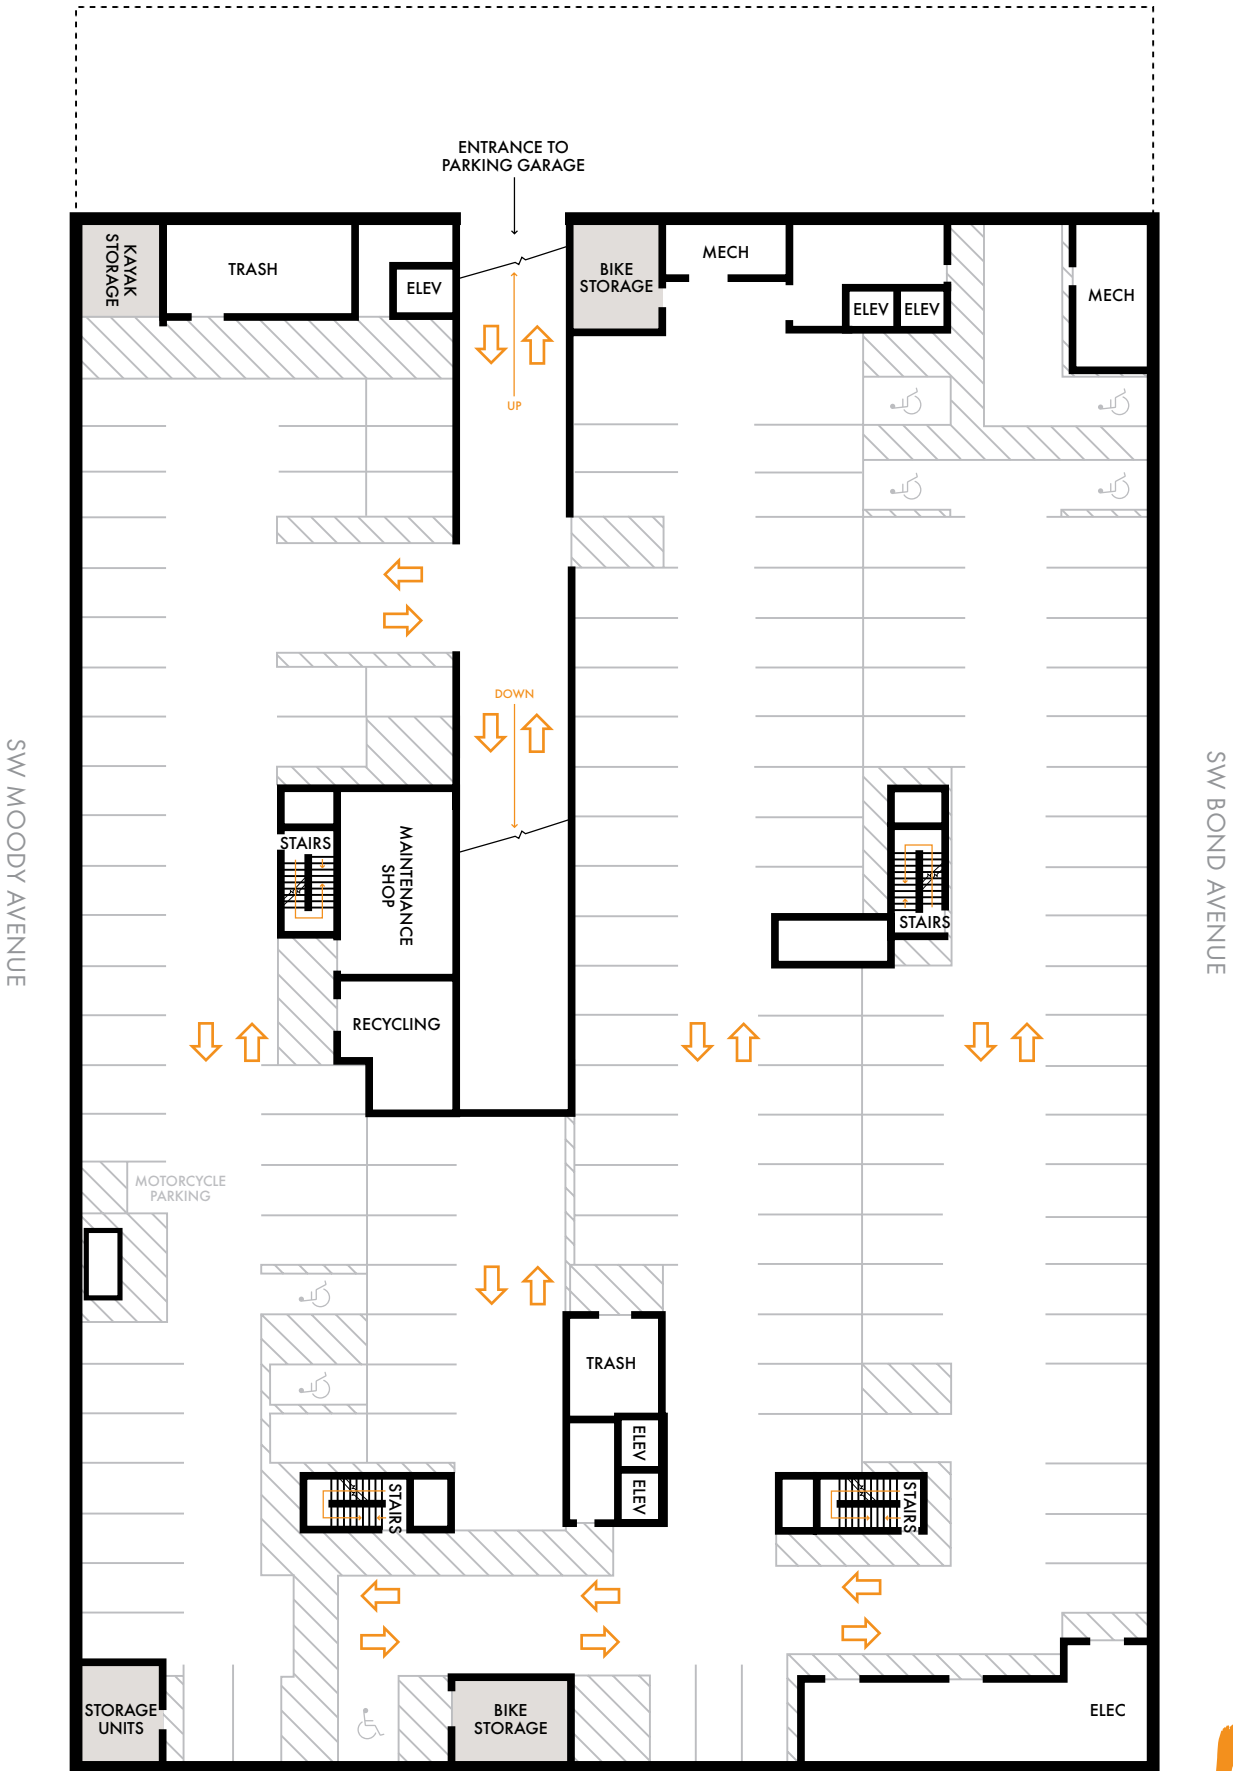 ENTRANCE TO
PARKING GARAGE
KAYAK
STORAGE
TRASH
ELEV
BIKE
STORAGE
MECH
ELEV
ELEV
MECH
UP
DOWN
SW MOODY AVENUE
SW BOND AVENUE
STAIRS
MAINTENANCE
SHOP
STAIRS
RECYCLING
MOTORCYCLE
PARKING
TRASH
ELEV
ELEV
STAIRS
STAIRS
STORAGE
UNITS
BIKE
STORAGE
ELEC